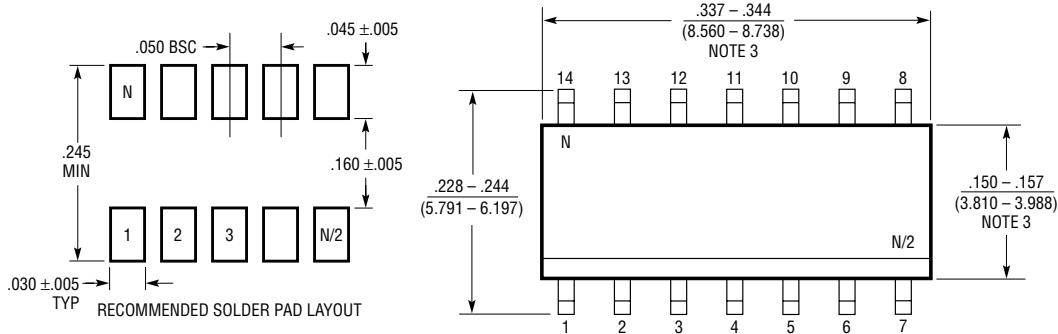 .050 BSC
.045 ±.005
N
.245
MIN
.160 ±.005
1 2 3 N/2
.030 ±.005
TYP
RECOMMENDED SOLDER PAD LAYOUT
.337 – .344
(8.560 – 8.738)
NOTE 3
14 13 12 11 10 9 8
N
.228 – .244
(5.791 – 6.197)
.150 – .157
(3.810 – 3.988)
NOTE 3
N/2
1 2 3 4 5 6 7